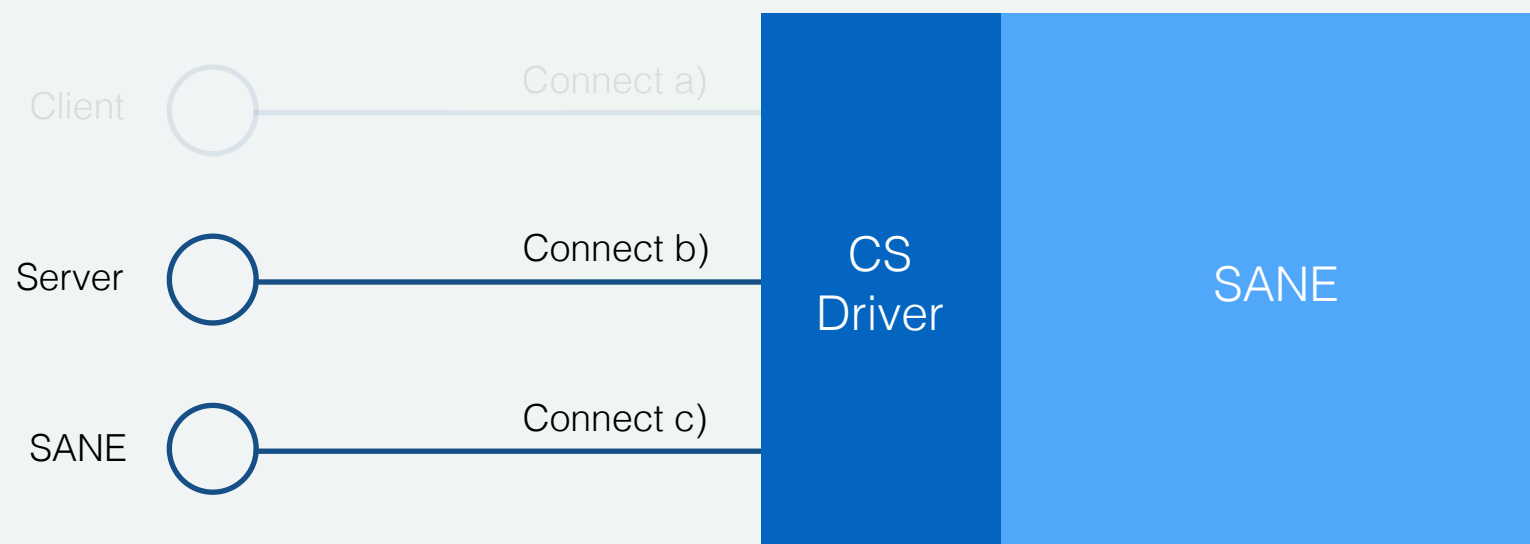 Client
Connect a)
Server
Connect b)
SANE
Connect c)
CS
Driver
SANE